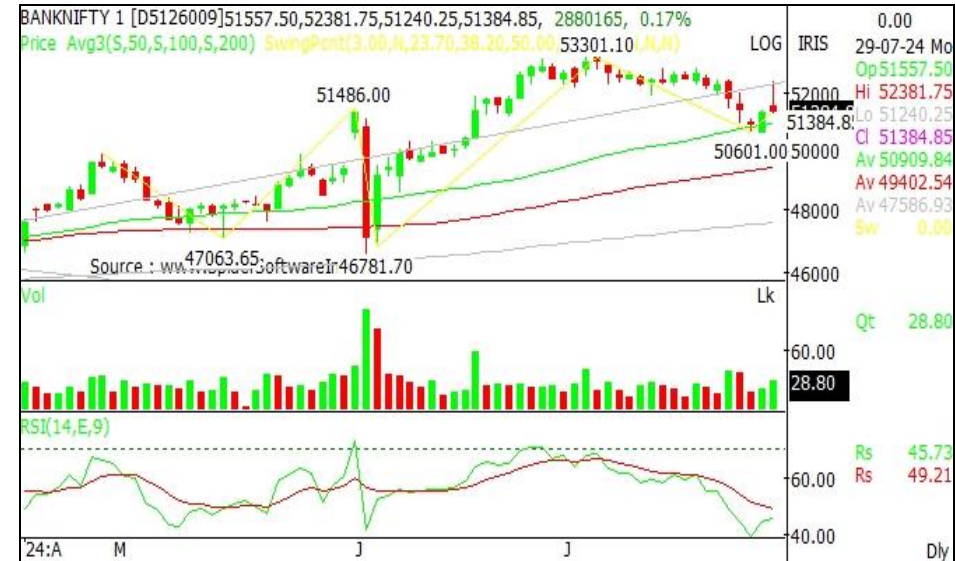 BANKNIFTY 1 [D5126009]51557.50,52381.75,51240.25,51384.85, 2880165, 0.17%
Price Avg3(S,50,S,100,S,200) SwingPcnt(3.00,N,23.70,38.20,50.00,
LOG
IRIS
0.00
29-07-24 Mo
Op51557.50
Hi 52381.75
Lo 51240.25
Cl 51384.85
Av 50909.84
Av 49402.54
Av 47586.93
Sw 0.00
53301.10
51486.00
50601.00
47063.65
46781.70
52000
51384.85
50000
48000
46000
Source :
Vol
Lk
Qt 28.80
60.00
28.80
RSI(14,E,9)
Rs 45.73
Rs 49.21
60.00
40.00
'24:A M J J
Dly